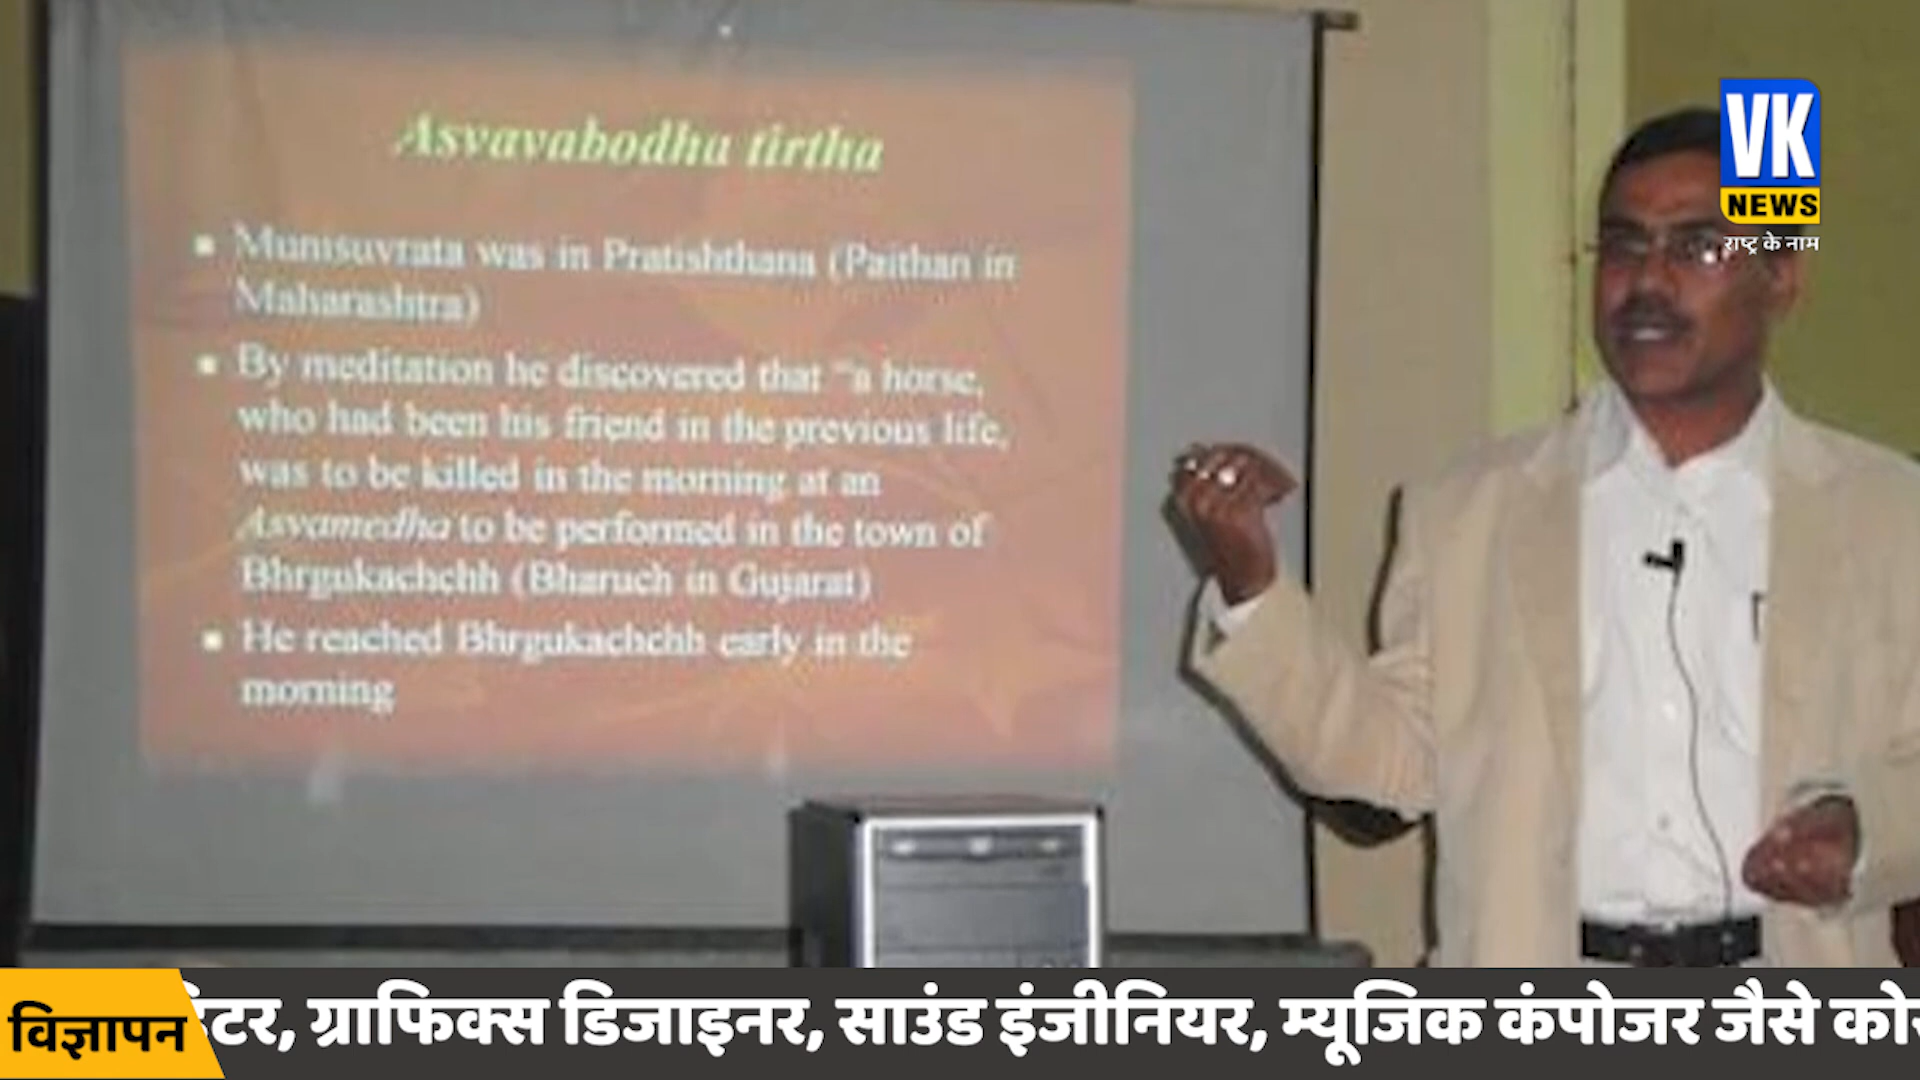 Asvavabodha tirtha
Munisuvrata was in Pratishthana (Paithan in
Maharashtra)
By meditation he discovered that "a horse,
who had been his friend in the previous life,
was to be killed in the morning at an
Asvamedha to be performed in the town of
Bhrgukachchh (Bharuch in Gujarat)
He reached Bhrgukachchh early in the
morning
VK
NEWS
राष्ट्र के नाम
विज्ञापन
ग्राफिक्स डिजाइनर, साउंड इंजीनियर, म्यूजिक कंपोजर जैसे